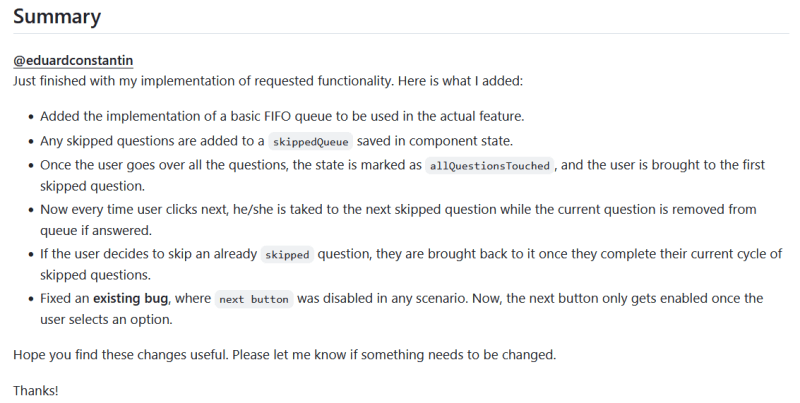 Summary
@eduardconstantin
Just finished with my implementation of requested functionality. Here is what I added:
Added the implementation of a basic FIFO queue to be used in the actual feature.
Any skipped questions are added to a skippedQueue saved in component state.
Once the user goes over all the questions, the state is marked as allQuestionsTouched, and the user is brought to the first
skipped question.
Now every time user clicks next, he/she is taked to the next skipped question while the current question is removed from
queue if answered.
If the user decides to skip an already skipped question, they are brought back to it once they complete their current cycle of
skipped questions.
Fixed an existing bug, where next button was disabled in any scenario. Now, the next button only gets enabled once the
user selects an option.
Hope you find these changes useful. Please let me know if something needs to be changed.
Thanks!